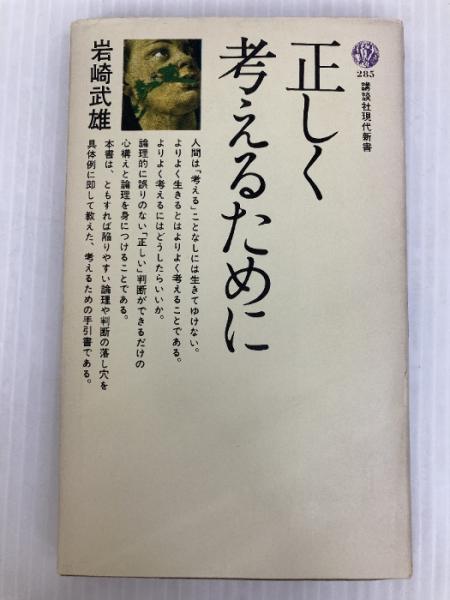 285
講談社現代新書
正しく
考えるために
岩崎武雄
人間は「考える」ことなしには生きてゆけない。
よりよく生きるとはよりよく考えることである。
よりよく考えるにはどうしたらいいか。
論理的に誤りのない「正しい」判断ができるだけの
心構えと論理を身につけることである。
本書は、ともすれば陥りやすい論理や判断の落し穴を
具体例に即して教えた、考えるための手引書である。